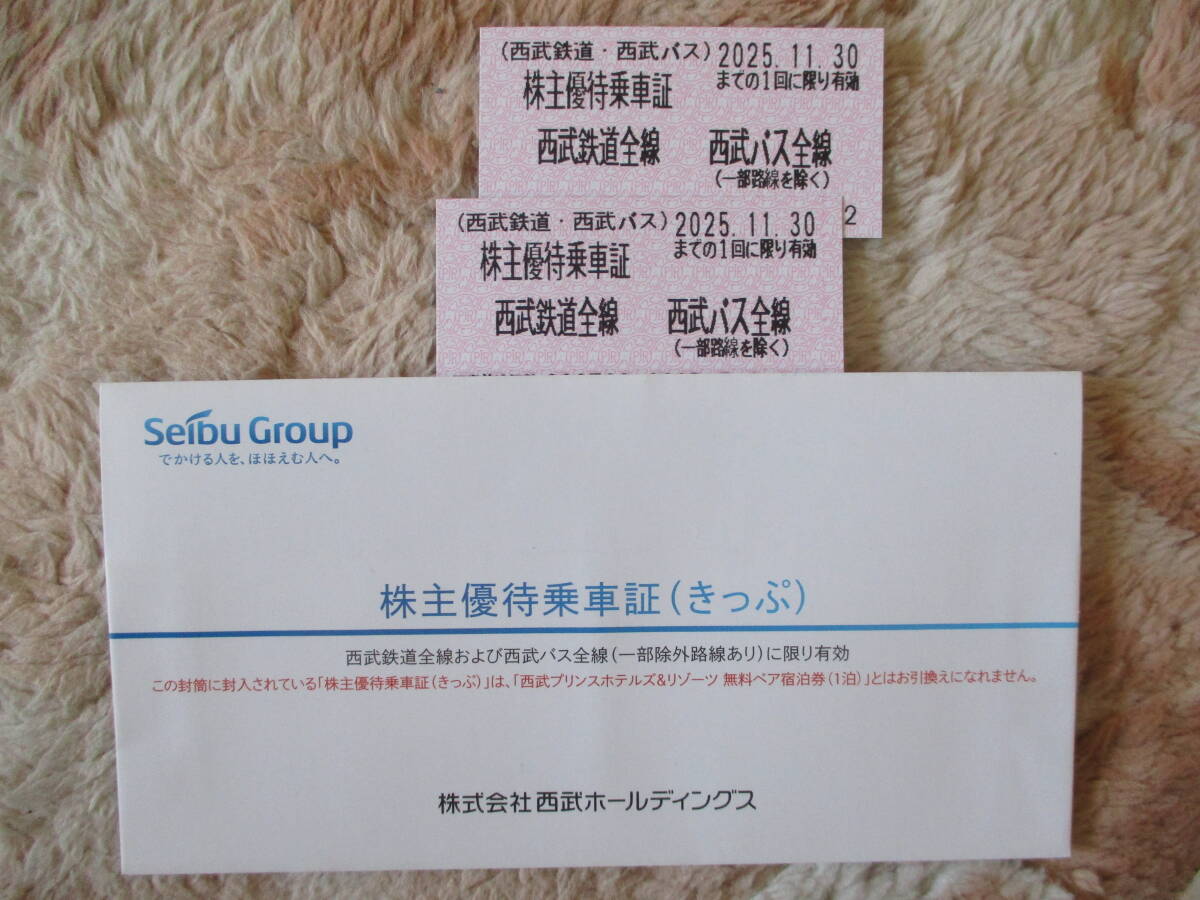 (西武鉄道・西武バス) 2025.11.30
株主優待乗車証 までの1回に限り有効
西武鉄道全線 西武バス全線
(一部路線を除く)
2
(西武鉄道・西武バス) 2025.11.30
株主優待乗車証 までの1回に限り有効
西武鉄道全線 西武バス全線
(一部路線を除く)
Seibu Group
でかける人を、ほほえむ人へ。
株主優待乗車証(きっぷ)
西武鉄道全線および西武バス全線(一部除外路線あり)に限り有効
この封筒に封入されている「株主優待乗車証(きっぷ)」は、「西武プリンスホテルズ&リゾーツ 無料ペア宿泊券(1泊)」とはお引換えになれません。
株式会社西武ホールディングス